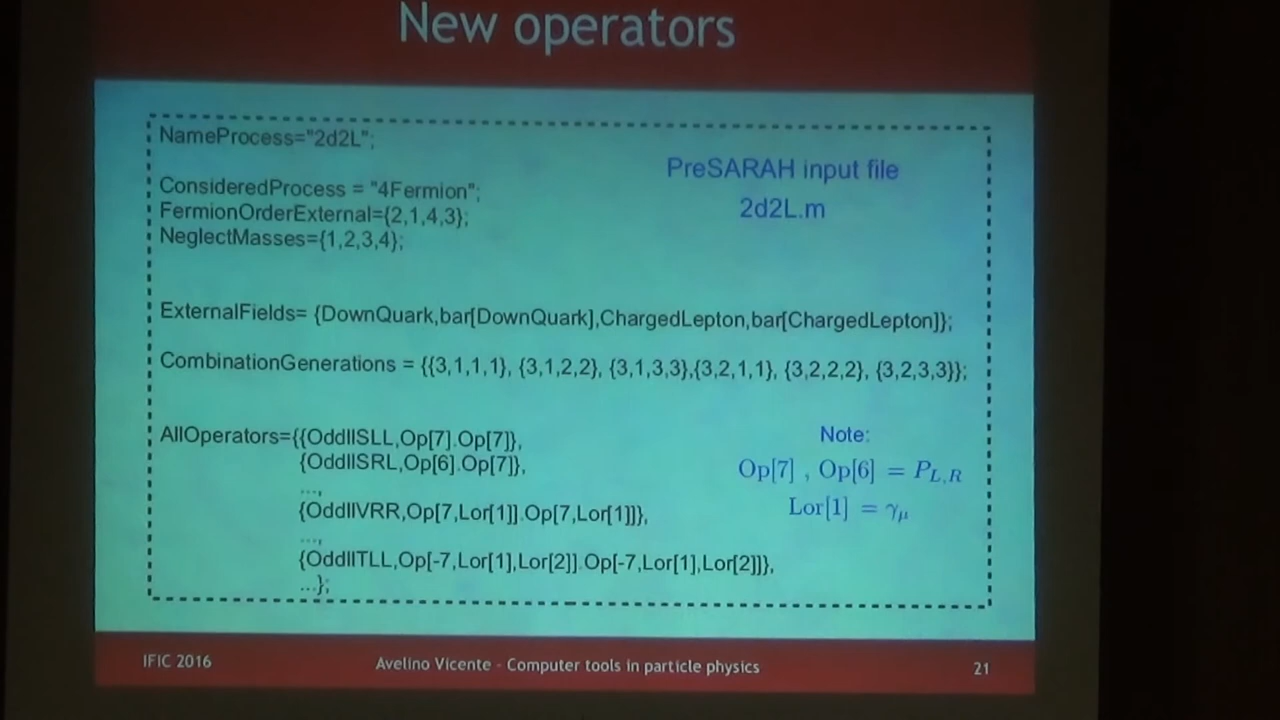 New operators
NameProcess="2d2L";
PreSARAH input file
2d2L.m
ConsideredProcess = "4Fermion";
FermionOrderExternal={2,1,4,3};
NeglectMasses={1,2,3,4};
ExternalFields= {DownQuark,bar[DownQuark],ChargedLepton,bar[ChargedLepton]};
CombinationGenerations = {{3,1,1,1}, {3,1,2,2}, {3,1,3,3},{3,2,1,1}, {3,2,2,2}, {3,2,3,3}};
AllOperators={{OddllSLL,Op[7].Op[7]},
{OddllSRL,Op[6].Op[7]},
...,
{OddllVRR,Op[7,Lor[1]].Op[7,Lor[1]]},
...,
{OddllTLL,Op[-7,Lor[1],Lor[2]].Op[-7,Lor[1],Lor[2]]},
...};
Note:
Op[7] , Op[6] = P_{L,R}
Lor[1] = γ_μ
IFIC 2016
Avelino Vicente - Computer tools in particle physics
21